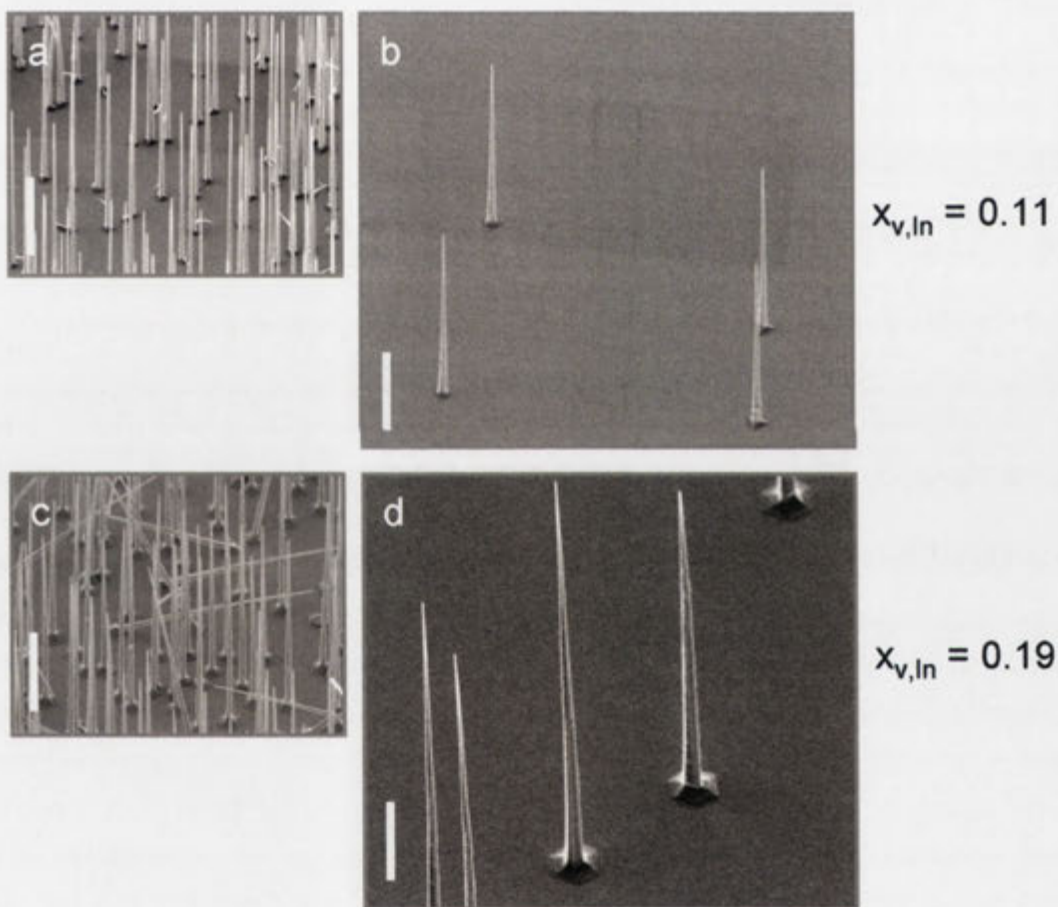 a
b
x_v,In = 0.11
c
d
x_v,In = 0.19